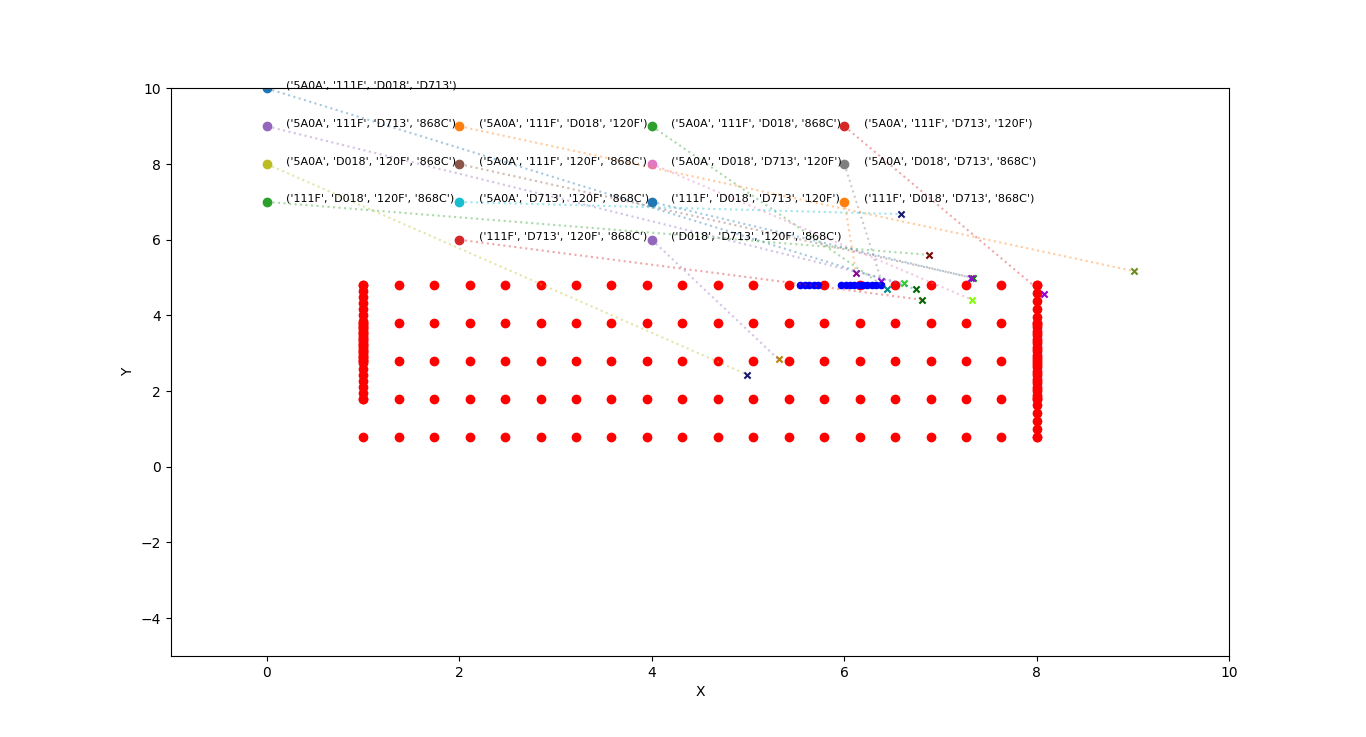 10
('5A0A', '111F', 'D018', 'D713')
('5A0A', '111F', 'D713', '868C') ('5A0A', '111F', 'D018', '120F') ('5A0A', '111F', 'D018', '868C') ('5A0A', '111F', 'D713', '120F')
8
('5A0A', 'D018', '120F', '868C') ('5A0A', '111F', '120F', '868C') ('5A0A', 'D018', 'D713', '120F') ('5A0A', 'D018', 'D713', '868C')
('111F', 'D018', '120F', '868C') ('5A0A', 'D713', '120F', '868C') ('111F', 'D018', 'D713', '120F') ('111F', 'D018', 'D713', '868C')
6
('111F', 'D713', '120F', '868C') ('D018', 'D713', '120F', '868C')
4
Y
2
0
−2
−4
0 2 4 6 8 10
X